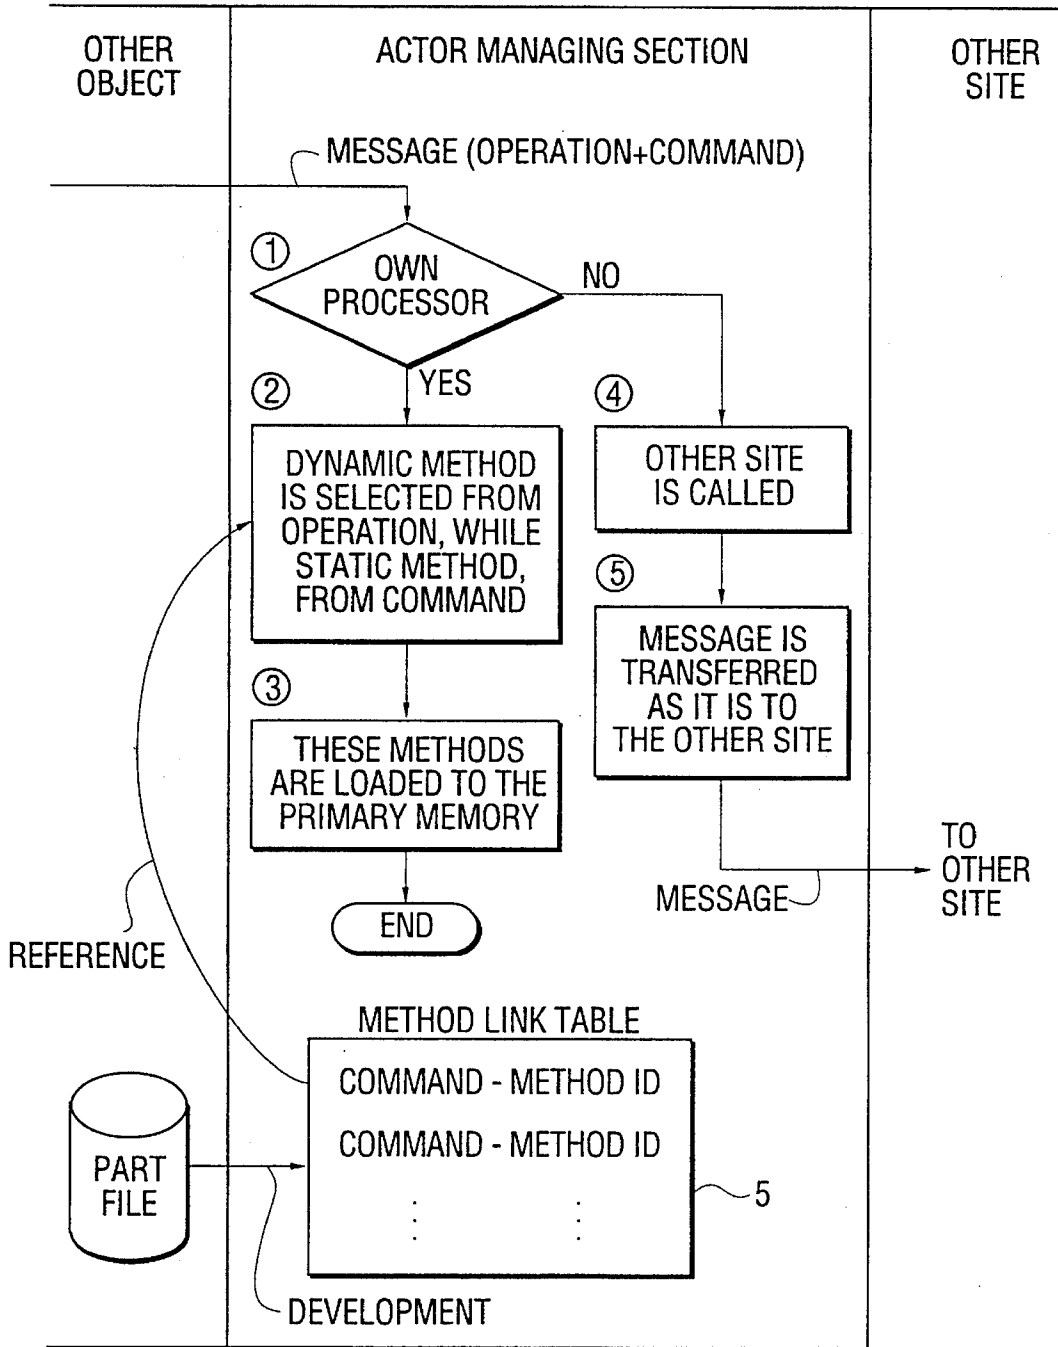 OTHER
OBJECT
ACTOR MANAGING SECTION
OTHER
SITE
MESSAGE (OPERATION+COMMAND)
①
OWN
PROCESSOR
NO
YES
②
DYNAMIC METHOD
IS SELECTED FROM
OPERATION, WHILE
STATIC METHOD,
FROM COMMAND
④
OTHER SITE
IS CALLED
⑤
MESSAGE IS
TRANSFERRED
AS IT IS TO
THE OTHER SITE
③
THESE METHODS
ARE LOADED TO THE
PRIMARY MEMORY
END
MESSAGE
TO
OTHER
SITE
REFERENCE
METHOD LINK TABLE
COMMAND - METHOD ID
COMMAND - METHOD ID
5
PART
FILE
DEVELOPMENT